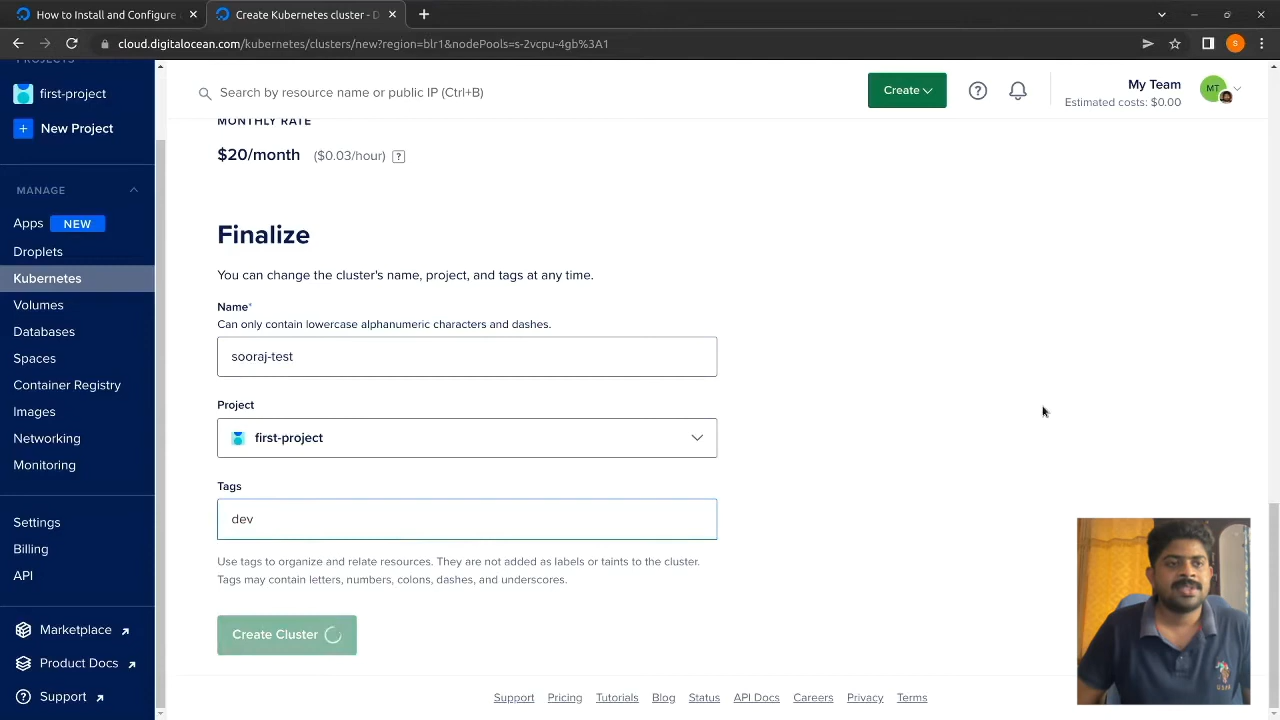 How to Install and Configure
Create Kubernetes cluster - D
cloud.digitalocean.com/kubernetes/clusters/new?region=blr1&nodePools=s-2vcpu-4gb%3A1
S
PROJECTS
first-project
New Project
MANAGE
Apps NEW
Droplets
Kubernetes
Volumes
Databases
Spaces
Container Registry
Images
Networking
Monitoring
Settings
Billing
API
Marketplace
Product Docs
Support
Search by resource name or public IP (Ctrl+B)
Create
My Team
Estimated costs: $0.00
MT
MONTHLY RATE
$20/month ($0.03/hour) ?
Finalize
You can change the cluster's name, project, and tags at any time.
Name*
Can only contain lowercase alphanumeric characters and dashes.
sooraj-test
Project
first-project
Tags
dev
Use tags to organize and relate resources. They are not added as labels or taints to the cluster.
Tags may contain letters, numbers, colons, dashes, and underscores.
Create Cluster
Support Pricing Tutorials Blog Status API Docs Careers Privacy Terms